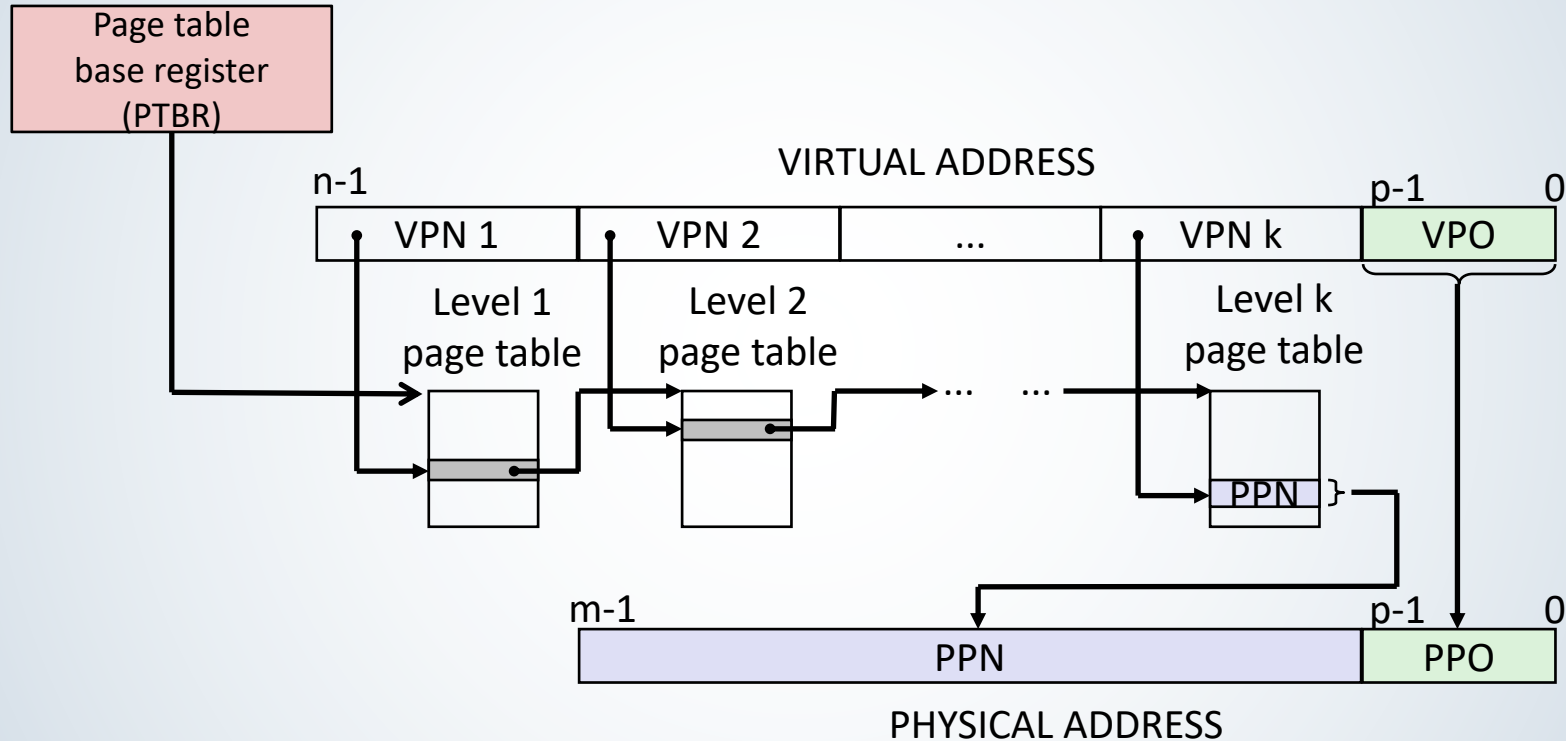 Page table
base register
(PTBR)
VIRTUAL ADDRESS
n-1
p-1
0
VPN 1
VPN 2
...
VPN k
VPO
Level 1
page table
Level 2
page table
Level k
page table
...
...
PPN
m-1
p-1
0
PPN
PPO
PHYSICAL ADDRESS